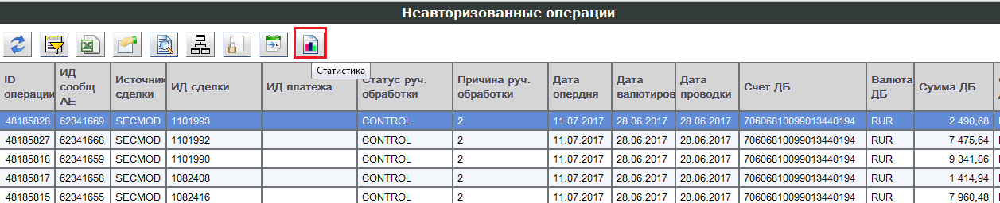 Неавторизованные операции
Статистика
ID операции ИД сообщ АЕ Источник сделки ИД сделки ИД платежа Статус руч. обработки Причина руч. обработки Дата опердня Дата валютиров Дата проводки Счет ДБ Валюта ДБ Сумма ДБ
48185828 62341669 SECMOD 1101993 CONTROL 2 11.07.2017 28.06.2017 28.06.2017 70606810099013440194 RUR 2 490,68
48185827 62341668 SECMOD 1101992 CONTROL 2 11.07.2017 28.06.2017 28.06.2017 70606810099013440194 RUR 7 475,64
48185818 62341659 SECMOD 1101990 CONTROL 2 11.07.2017 28.06.2017 28.06.2017 70606810099013440194 RUR 9 341,86
48185817 62341658 SECMOD 1082408 CONTROL 2 11.07.2017 28.06.2017 28.06.2017 70606810099013440194 RUR 1 414,94
48185815 62341655 SECMOD 1082416 CONTROL 2 11.07.2017 28.06.2017 28.06.2017 70606810099013440194 RUR 7 960,48